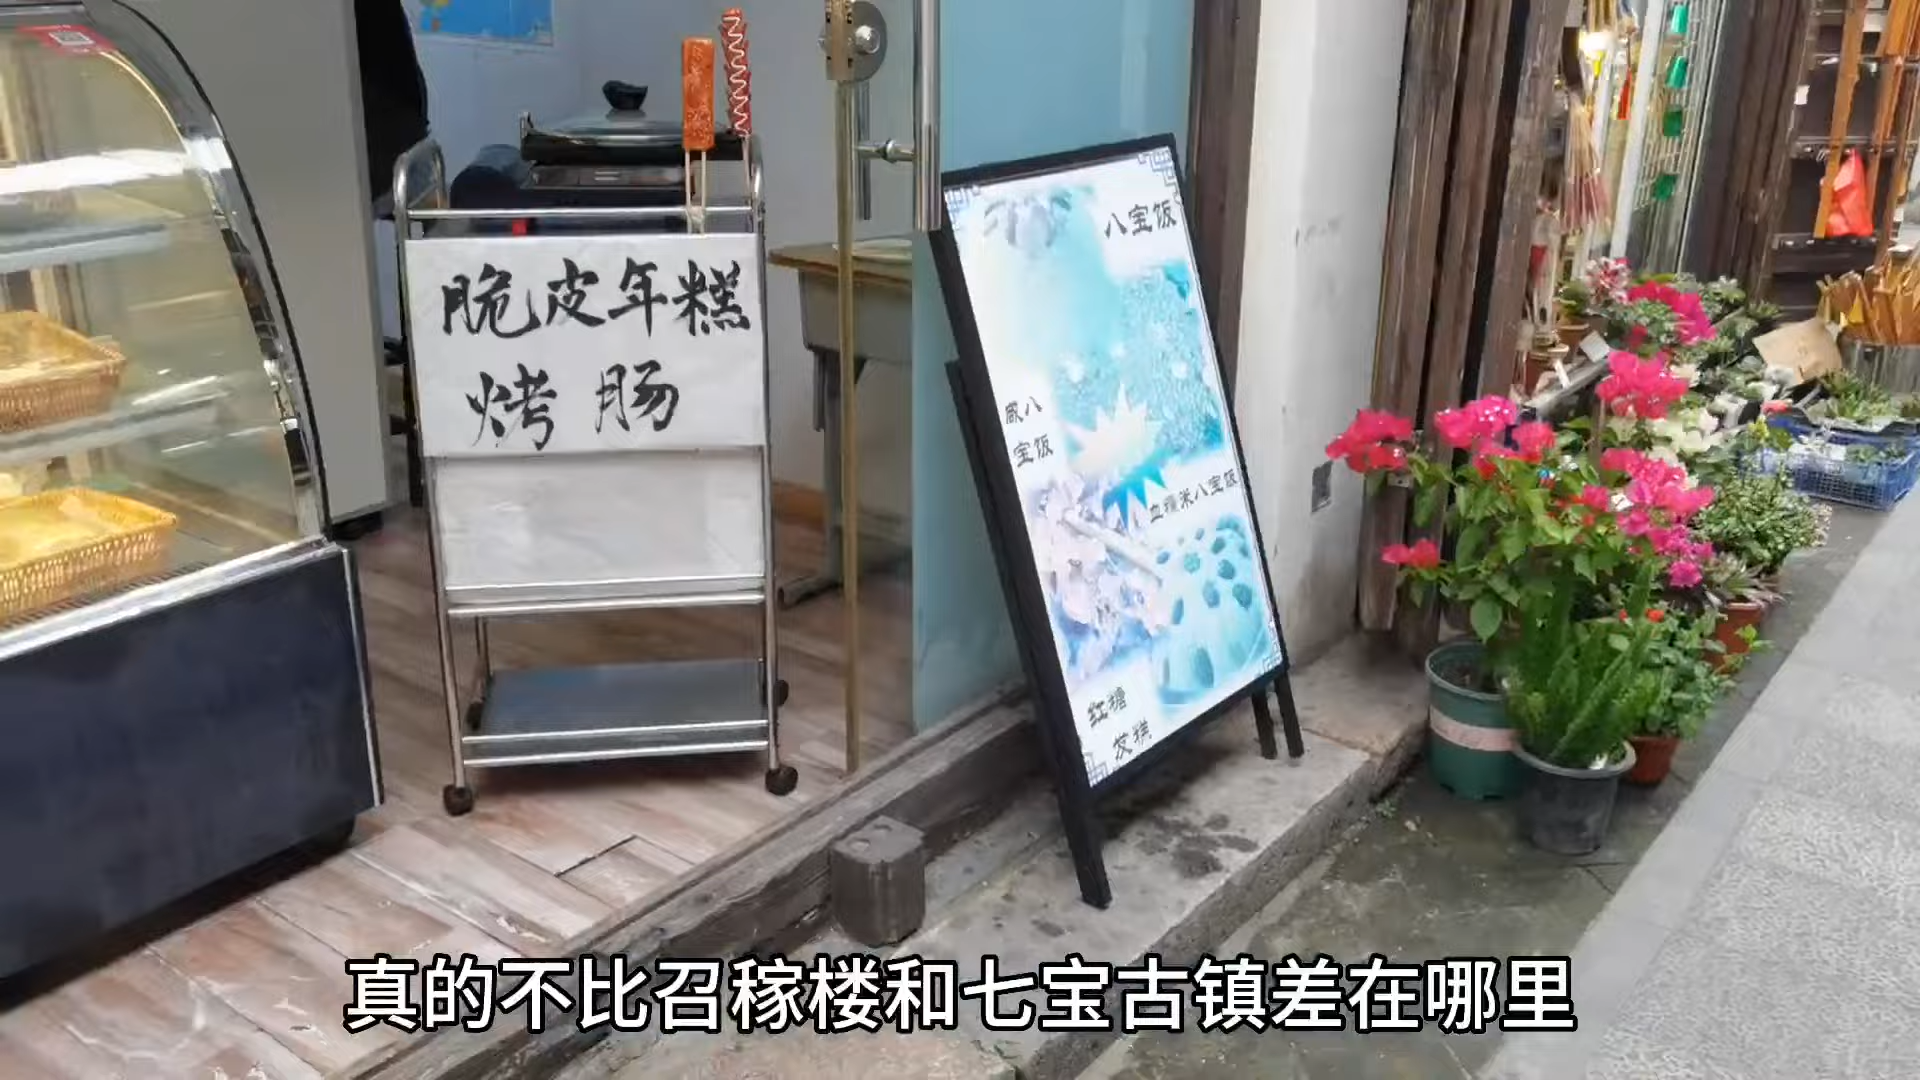 脆皮年糕
烤肠
八宝饭
咸八
宝饭
血糯米八宝饭
红糖
发糕
真的不比召稼楼和七宝古镇差在哪里